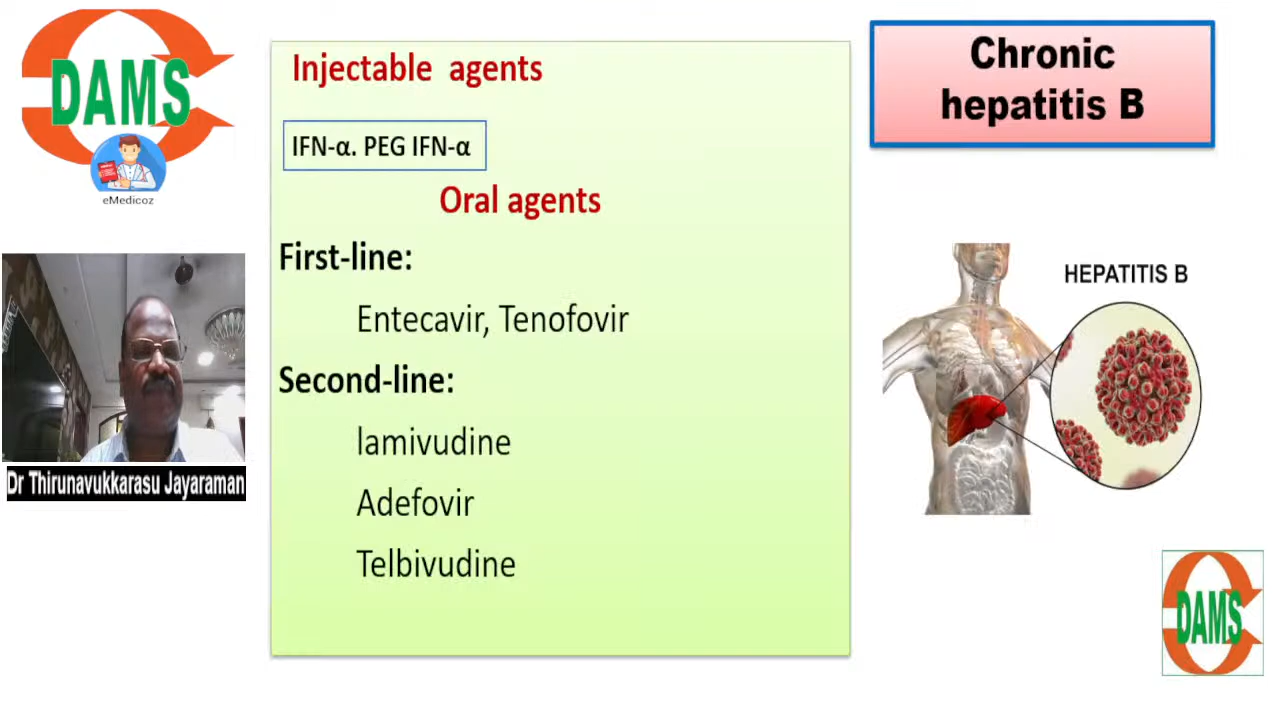 DAMS
eMedicoz
Dr Thirunavukkarasu Jayaraman
Injectable agents
IFN-α. PEG IFN-α
Oral agents
First-line:
Entecavir, Tenofovir
Second-line:
lamivudine
Adefovir
Telbivudine
Chronic
hepatitis B
HEPATITIS B
DAMS